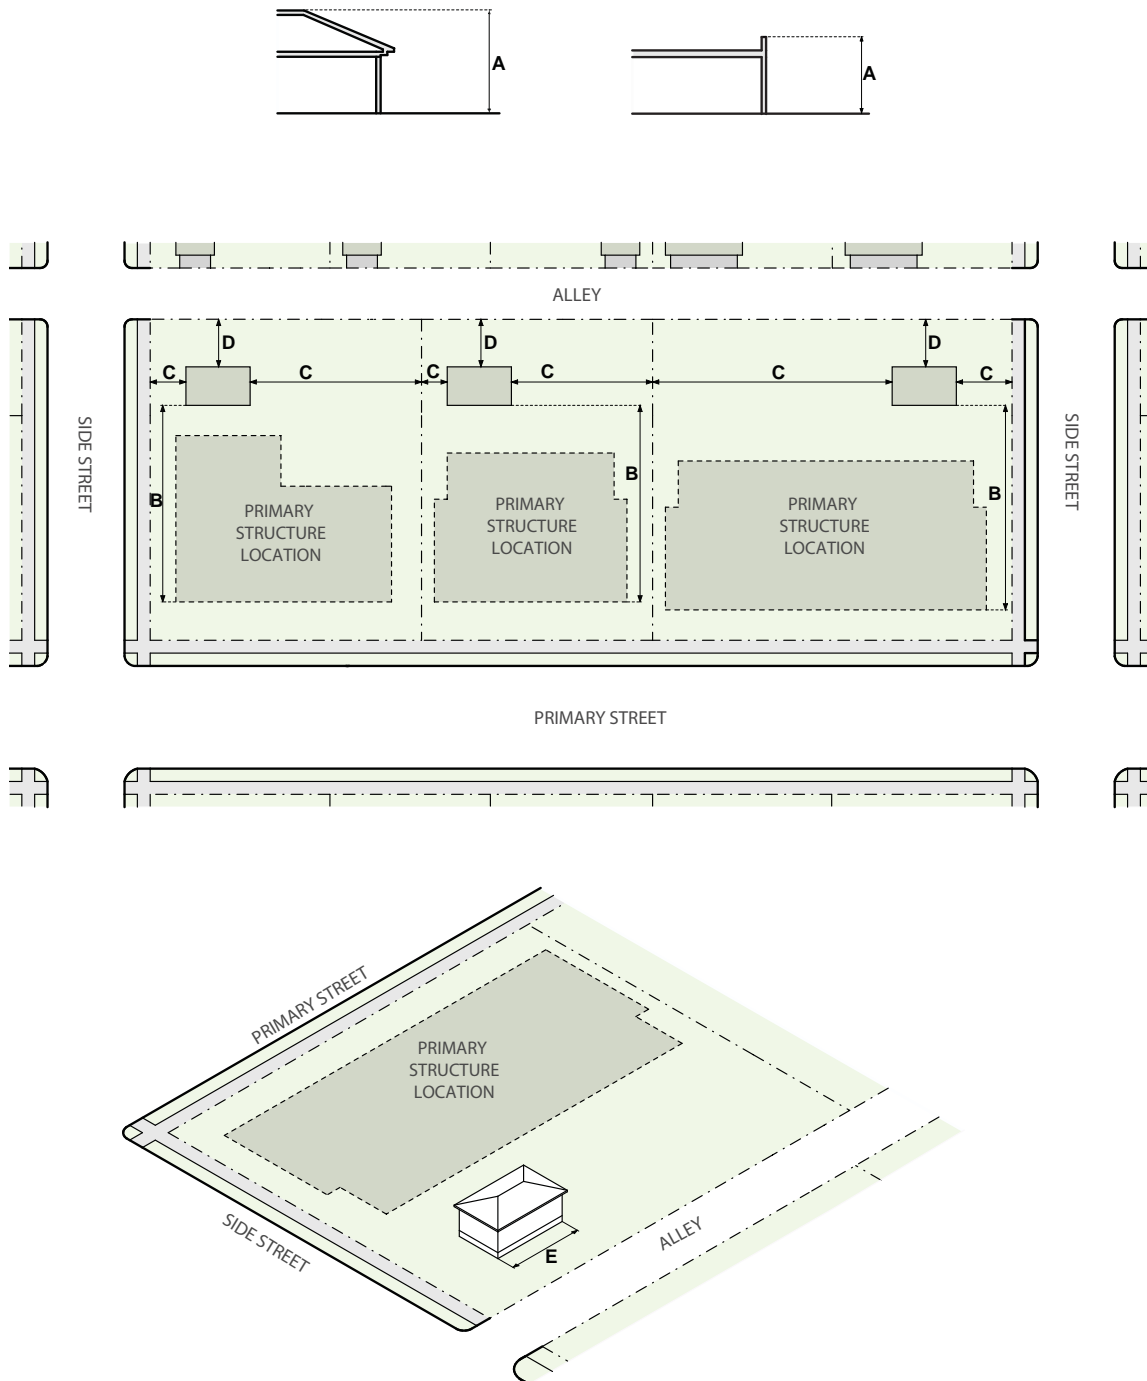 A
A
ALLEY
D
D
D
C
C
C
C
C
C
SIDE STREET
SIDE STREET
B
B
B
PRIMARY
STRUCTURE
LOCATION
PRIMARY
STRUCTURE
LOCATION
PRIMARY
STRUCTURE
LOCATION
PRIMARY STREET
PRIMARY STREET
PRIMARY
STRUCTURE
LOCATION
SIDE STREET
ALLEY
E